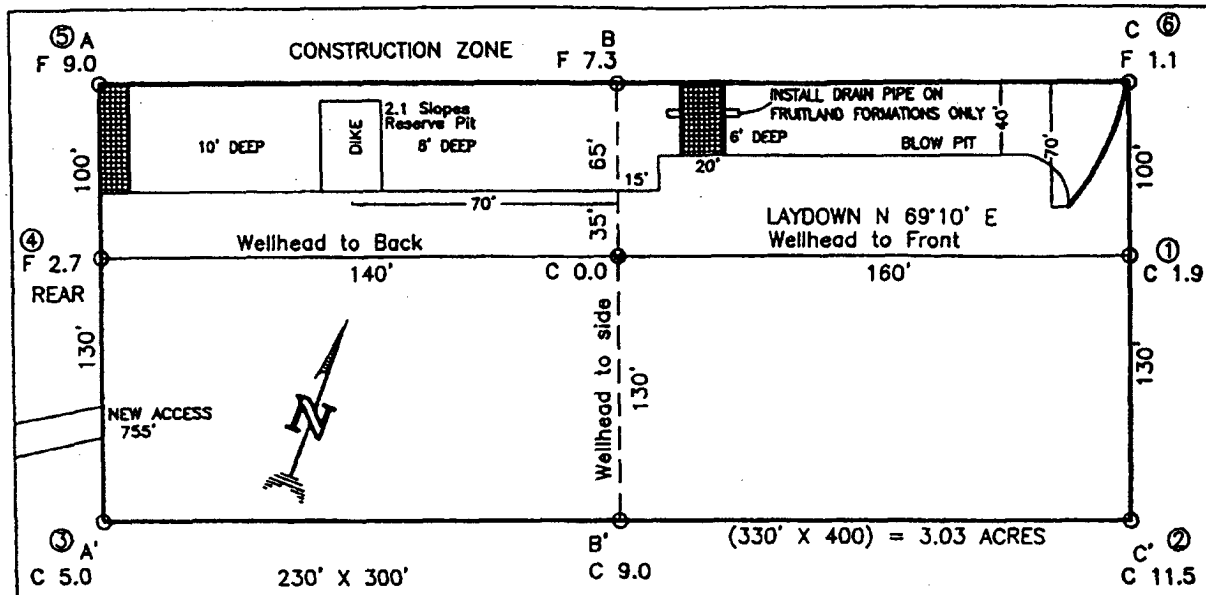 ⑤ A
F 9.0
CONSTRUCTION ZONE
B
F 7.3
C ⑥
F 1.1
INSTALL DRAIN PIPE ON
FRUITLAND FORMATIONS ONLY
2.1 Slopes
Reserve Pit
10' DEEP
DIKE
8' DEEP
6' DEEP
BLOW PIT
40'
70'
100'
65'
15'
20'
100'
70'
35'
LAYDOWN N 69°10' E
Wellhead to Front
Wellhead to Back
④
F 2.7
REAR
140'
C 0.0
160'
①
C 1.9
130'
Wellhead to side
130'
130'
N
NEW ACCESS
755'
③ A'
C 5.0
230' X 300'
B'
C 9.0
(330' X 400) = 3.03 ACRES
C' ②
C 11.5